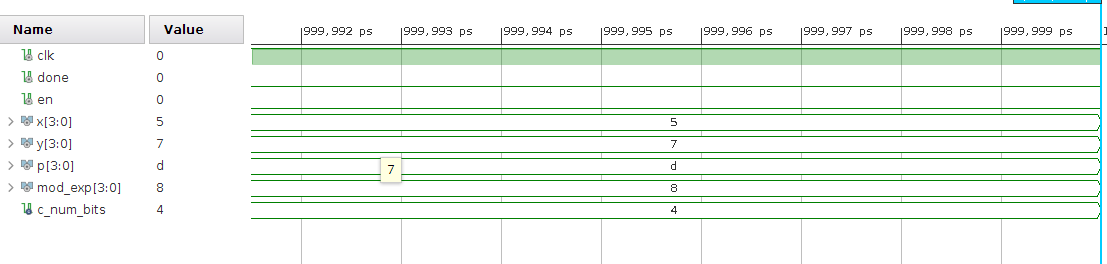 Name Value 999,992 ps 999,993 ps 999,994 ps 999,995 ps 999,996 ps 999,997 ps 999,998 ps 999,999 ps
clk 0
done 0
en 0
x[3:0] 5 5
y[3:0] 7 7
p[3:0] d d
7
mod_exp[3:0] 8 8
c_num_bits 4 4